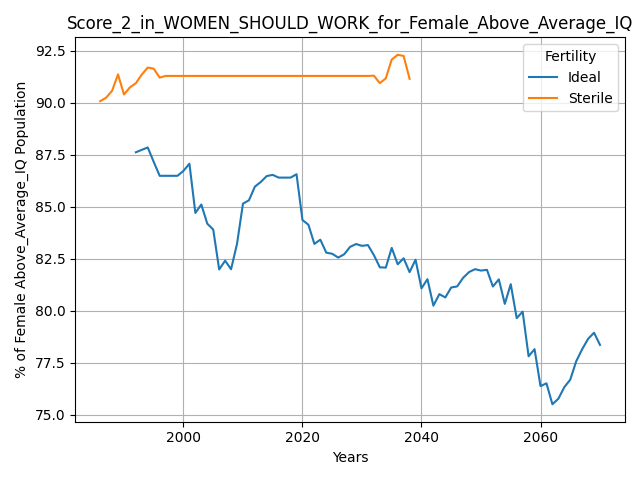 Score_2_in_WOMEN_SHOULD_WORK_for_Female_Above_Average_IQ
Fertility
Ideal
Sterile
92.5
90.0
87.5
85.0
82.5
80.0
77.5
75.0
% of Female Above_Average_IQ Population
2000
2020
2040
2060
Years